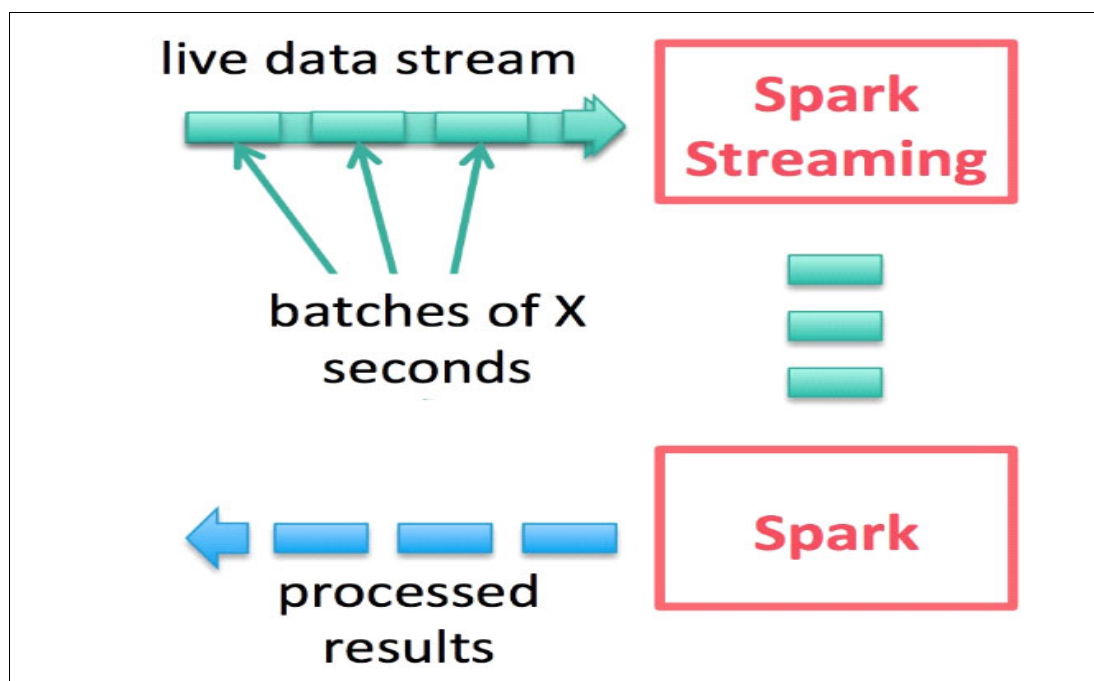 live data stream
Spark
Streaming
batches of X
seconds
Spark
processed
results